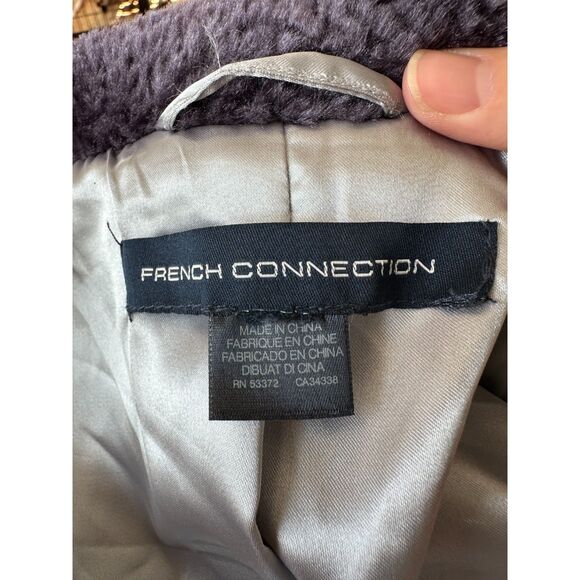 FRENCH CONNECTION
MADE IN CHINA
FABRIQUE EN CHINE
FABRICADO EN CHINA
DIBUAT DI CINA
RN 53372 CA34338